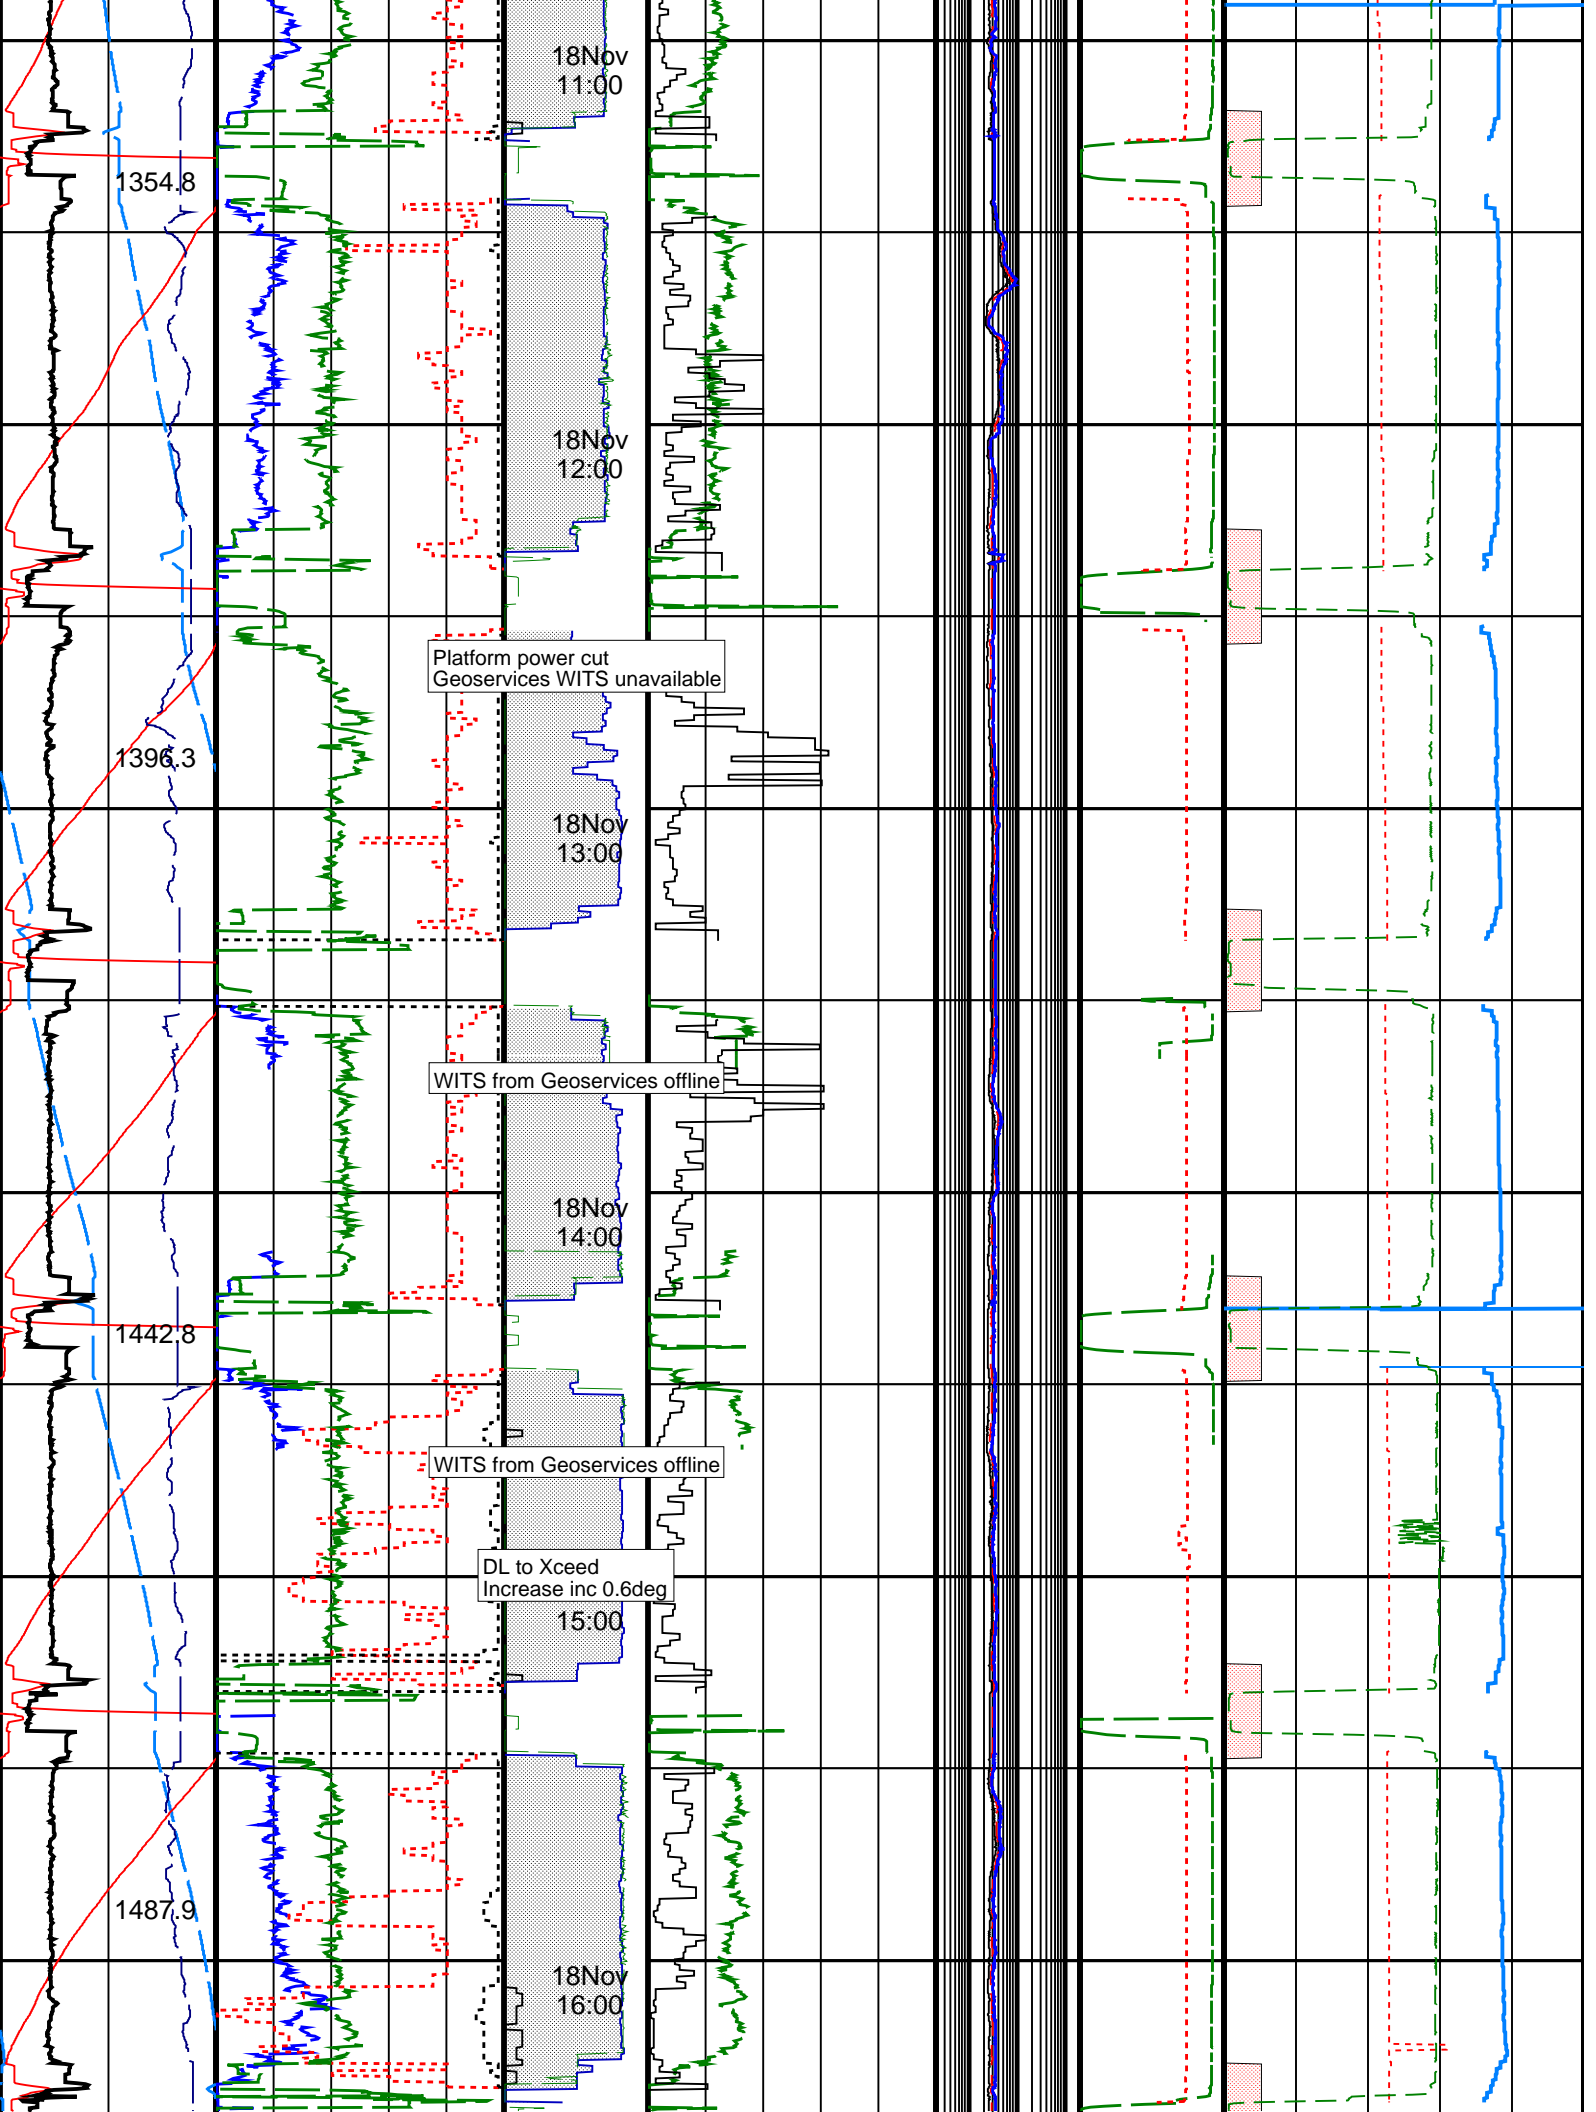 18Nov
11:00
1354.8
18Nov
12:00
Platform power cut
Geoservices WITS unavailable
1396.3
18Nov
13:00
WITS from Geoservices offline
18Nov
14:00
1442.8
WITS from Geoservices offline
DL to Xceed
Increase inc 0.6deg
15:00
1487.9
18Nov
16:00